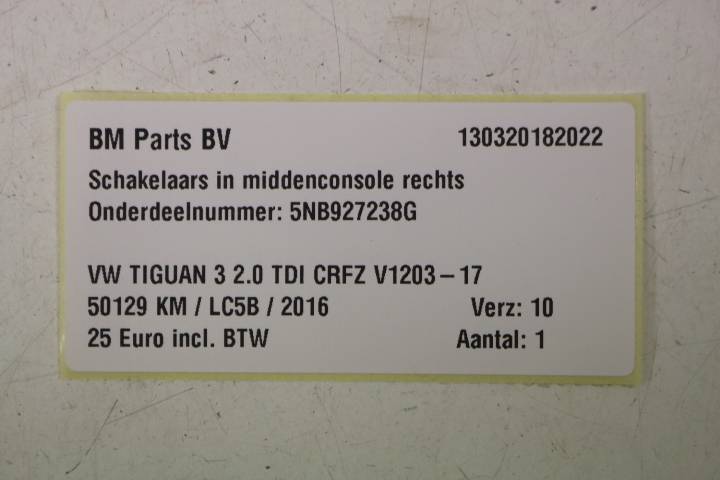 BM Parts BV 130320182022
Schakelaars in middenconsole rechts
Onderdeelnummer: 5NB927238G
VW TIGUAN 3 2.0 TDI CRFZ V1203-17
50129 KM / LC5B / 2016 Verz: 10
25 Euro incl. BTW Aantal: 1